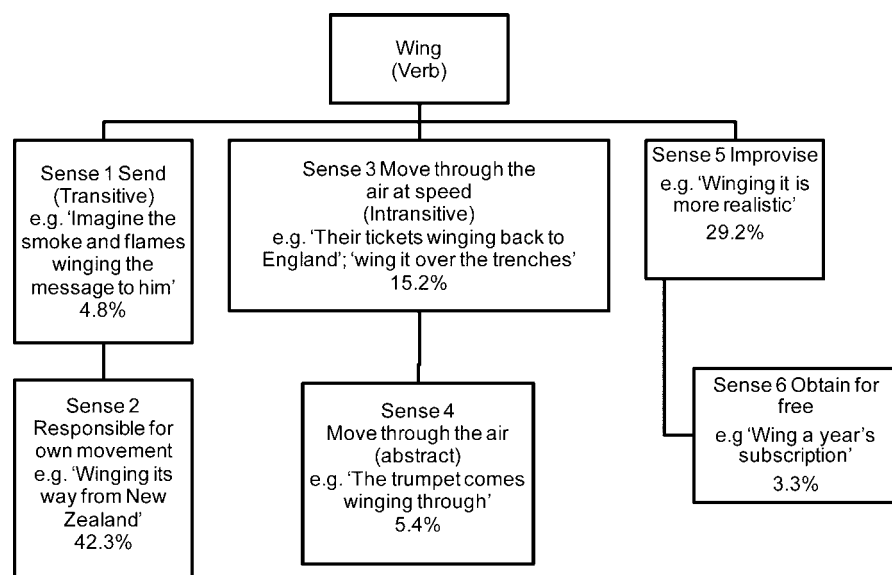 Wing
(Verb)
Sense 1 Send
(Transitive)
e.g. ‘Imagine the
smoke and flames
winging the
message to him’
4.8%
Sense 3 Move through the
air at speed
(Intransitive)
e.g. ‘Their tickets winging back to
England’; ‘wing it over the trenches’
15.2%
Sense 5 Improvise
e.g. ‘Winging it is
more realistic’
29.2%
Sense 2
Responsible for
own movement
e.g. ‘Winging its
way from New
Zealand’
42.3%
Sense 4
Move through the air
(abstract)
e.g. ‘The trumpet comes
winging through’
5.4%
Sense 6 Obtain for
free
e.g ‘Wing a year’s
subscription’
3.3%